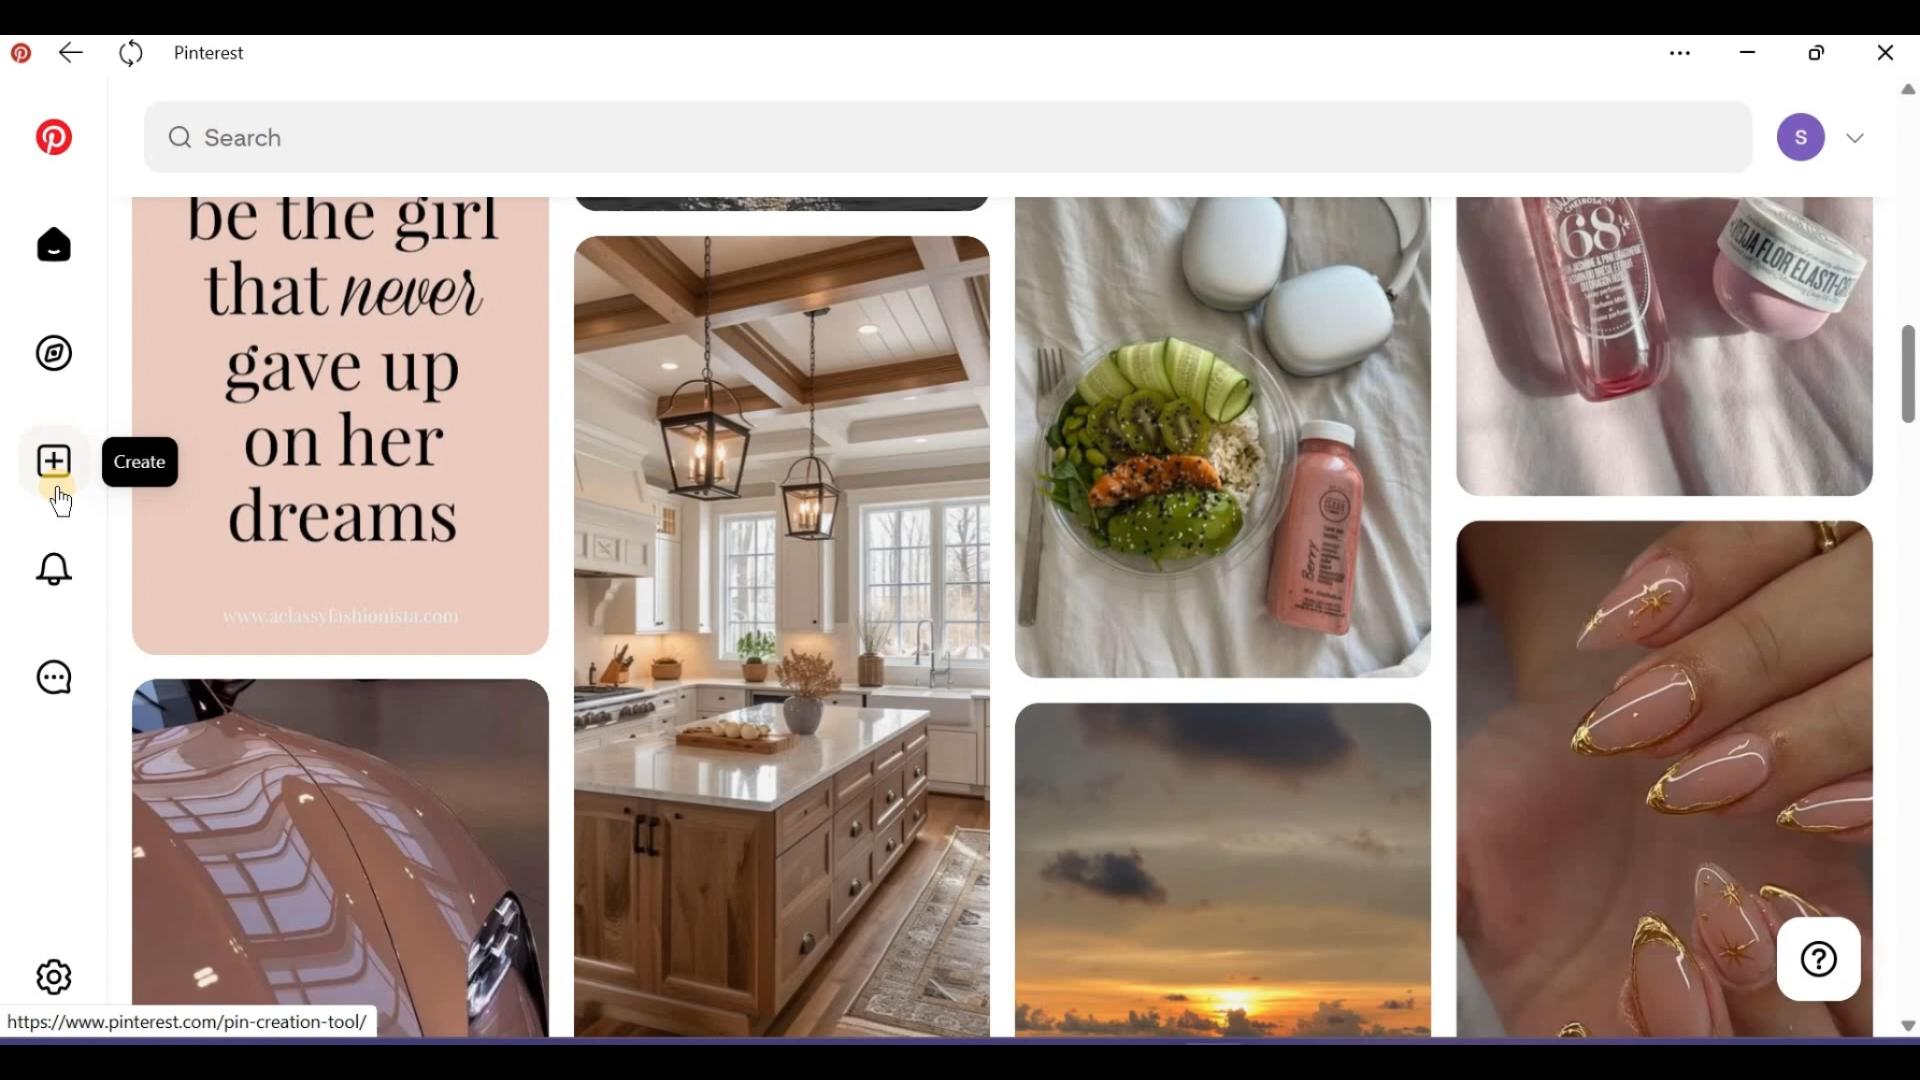 Pinterest
Search
S
be the girl
that never
gave up
on her
dreams
www.aclassyfashionista.com
Create
68
Berry
https://www.pinterest.com/pin-creation-tool/